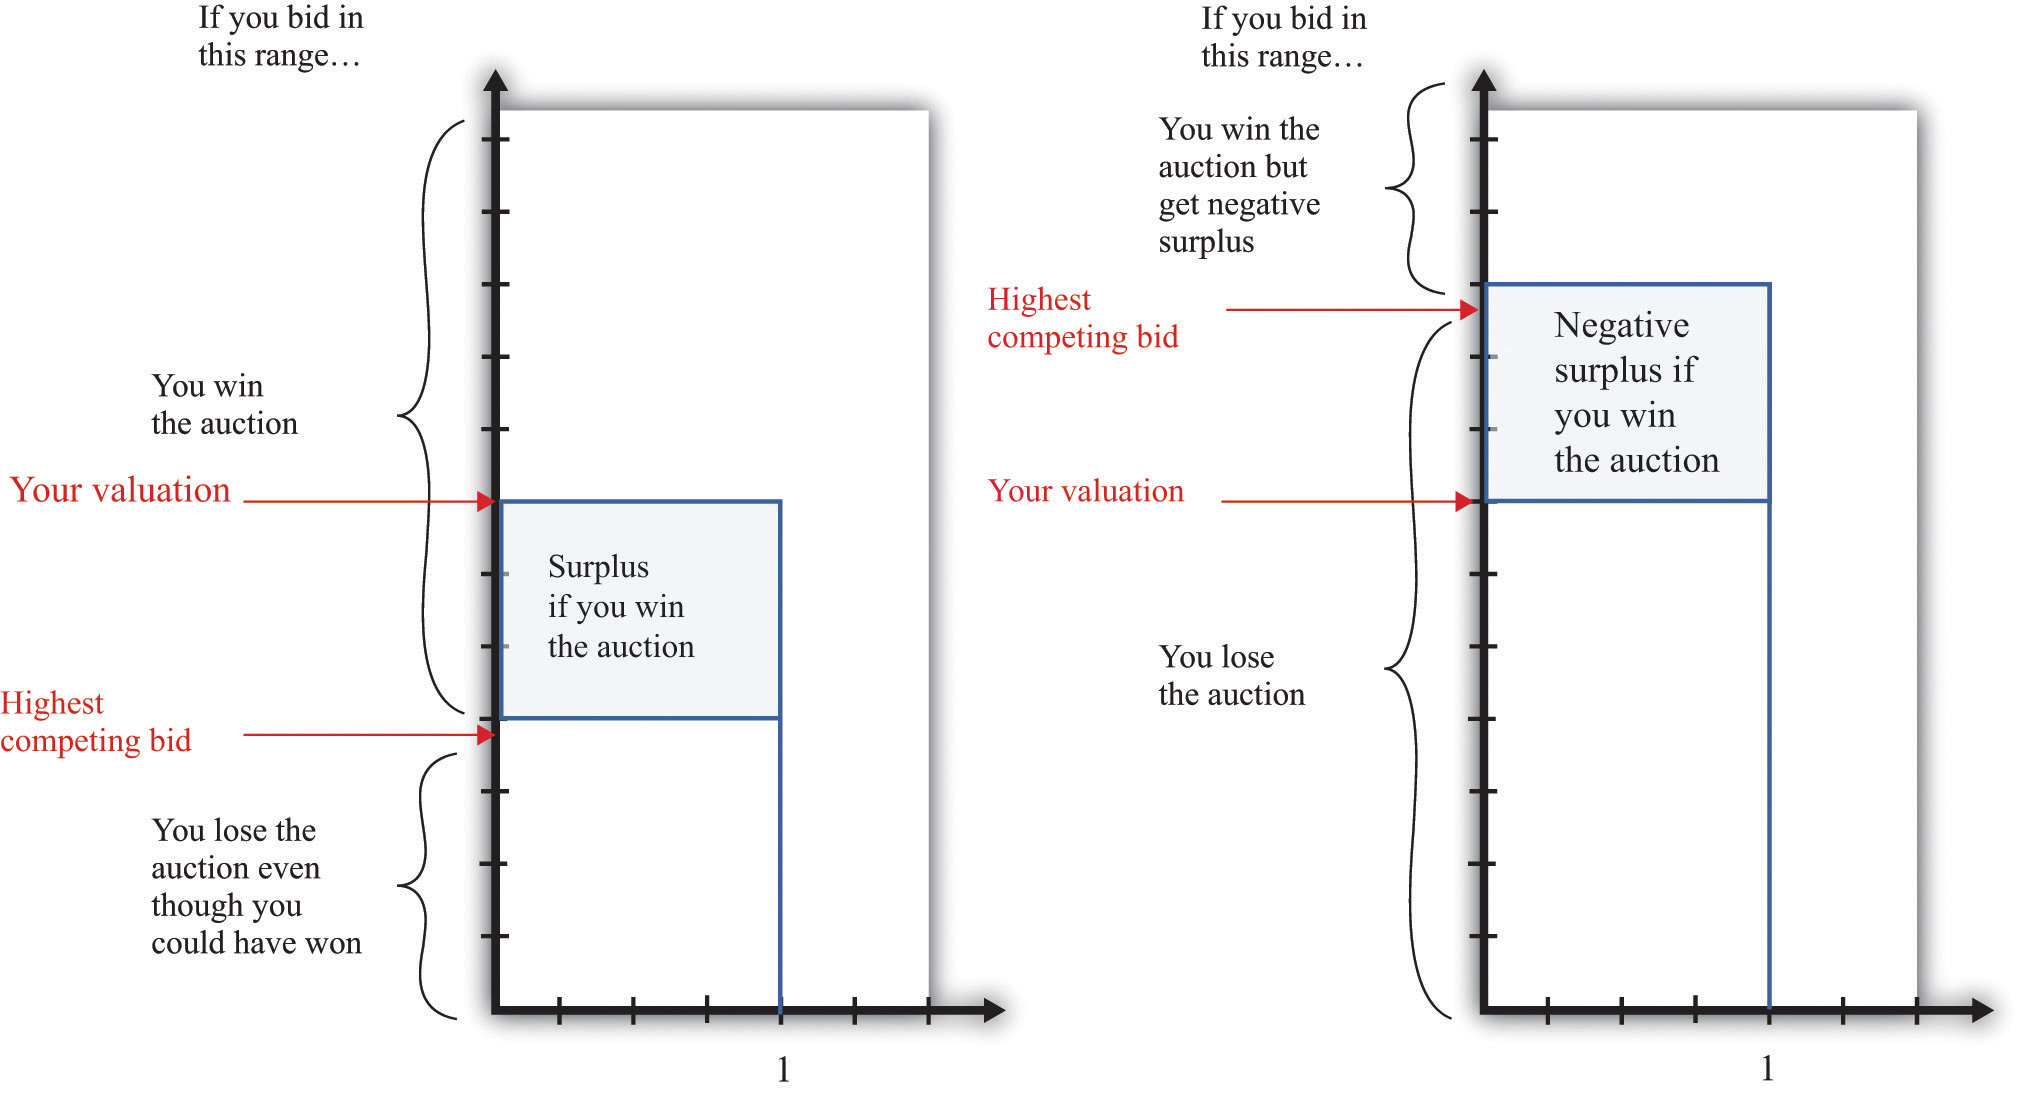 If you bid in
this range…
You win
the auction
Your valuation
Surplus
if you win
the auction
Highest
competing bid
You lose the
auction even
though you
could have won
1
If you bid in
this range…
You win the
auction but
get negative
surplus
Highest
competing bid
Negative
surplus if
you win
the auction
Your valuation
You lose
the auction
1